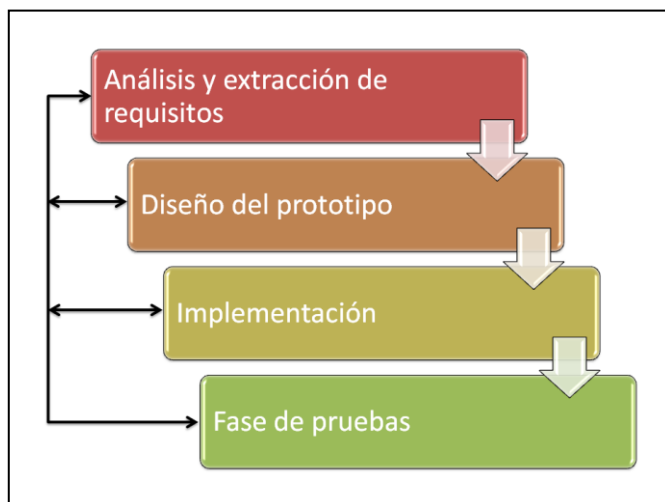 Análisis y extracción de
requisitos
Diseño del prototipo
Implementación
Fase de pruebas